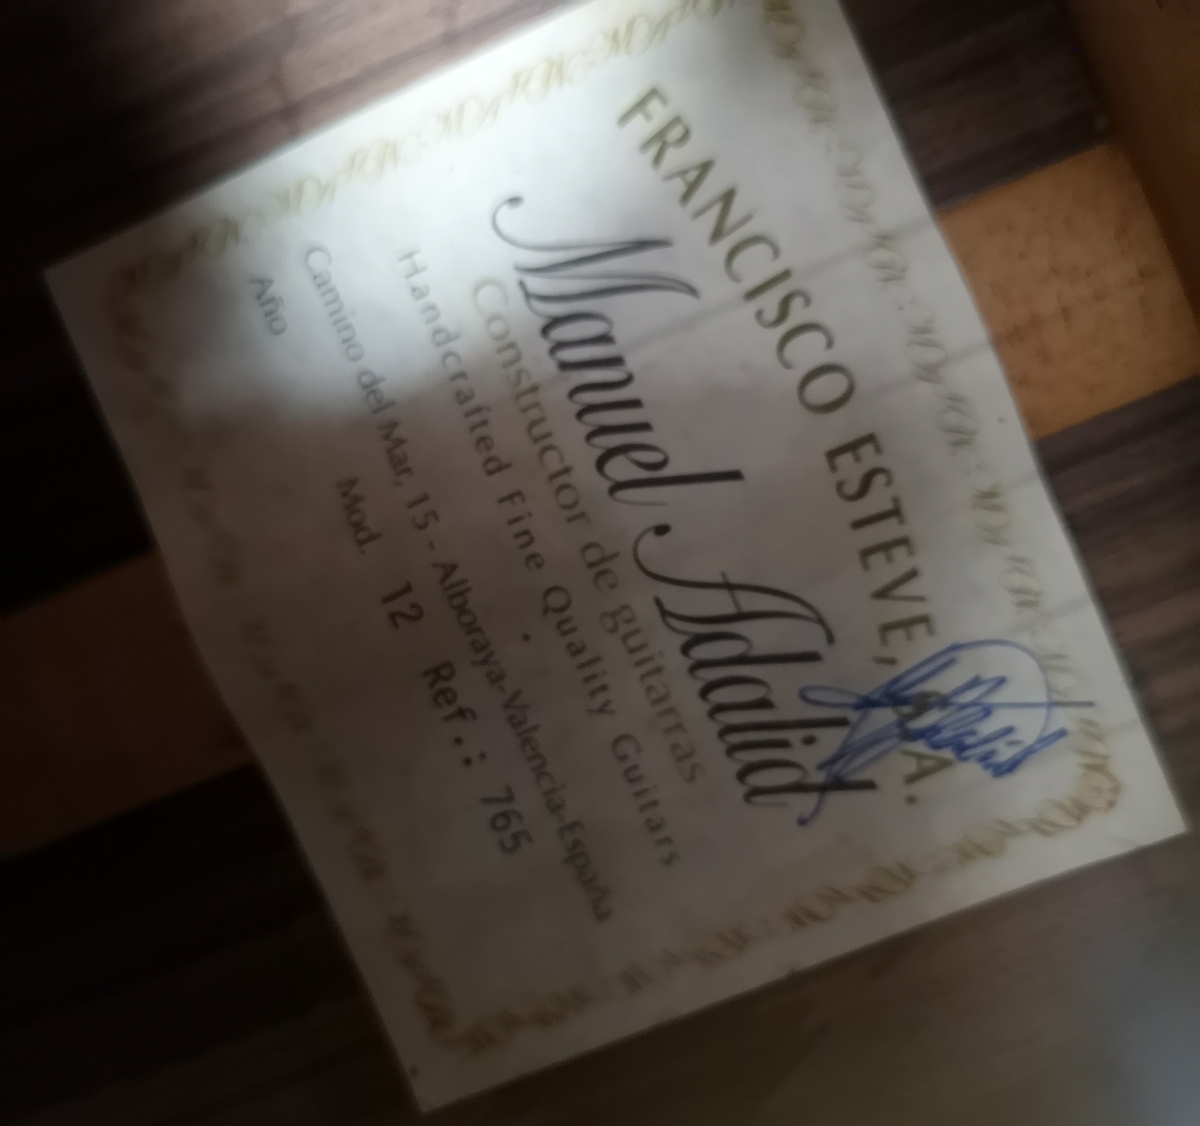 FRANCISCO ESTEVE, S.A.
Manuel Adalid
Constructor de guitarras
Handcrafted Fine Quality Guitars
Camino del Mar, 15 - Alboraya-Valencia-España
Año Mod. 12 Ref.: 765